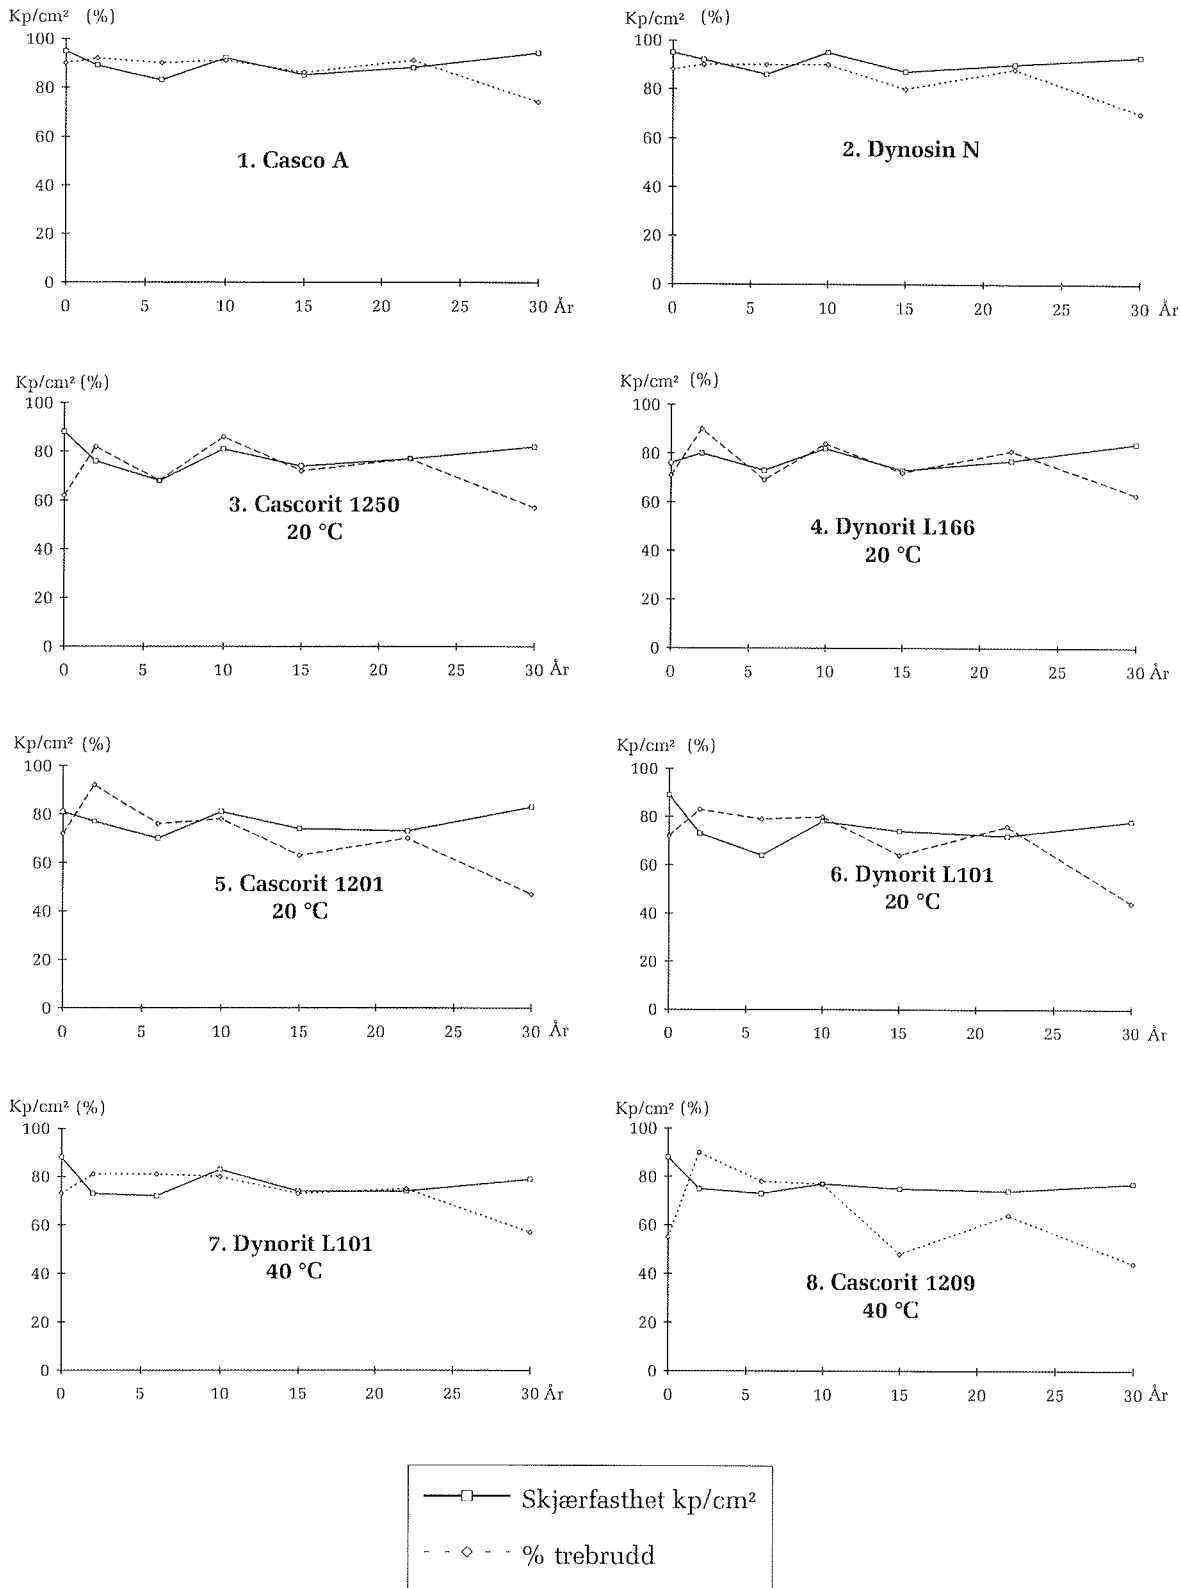 Kp/cm² (%)
100
80
60
40
20
0
0 5 10 15 20 25 30 År
1. Casco A
Kp/cm² (%)
100
80
60
40
20
0
0 5 10 15 20 25 30 År
2. Dynosin N
Kp/cm² (%)
100
80
60
40
20
0
0 5 10 15 20 25 30 År
3. Cascorit 1250
20 °C
Kp/cm² (%)
100
80
60
40
20
0
0 5 10 15 20 25 30 År
4. Dynorit L166
20 °C
Kp/cm² (%)
100
80
60
40
20
0
0 5 10 15 20 25 30 År
5. Cascorit 1201
20 °C
Kp/cm² (%)
100
80
60
40
20
0
0 5 10 15 20 25 30 År
6. Dynorit L101
20 °C
Kp/cm² (%)
100
80
60
40
20
0
0 5 10 15 20 25 30 År
7. Dynorit L101
40 °C
Kp/cm² (%)
100
80
60
40
20
0
0 5 10 15 20 25 30 År
8. Cascorit 1209
40 °C
Skjærfasthet kp/cm²
% trebrudd